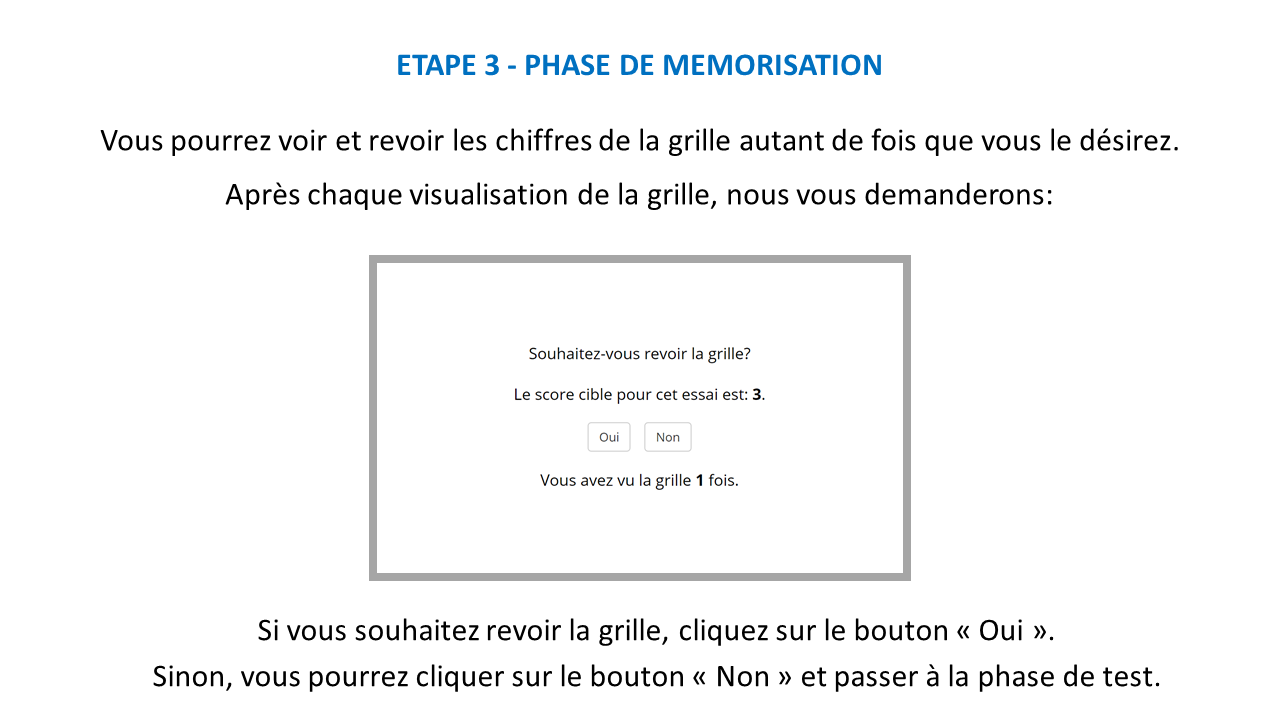 ETAPE 3 - PHASE DE MEMORISATION
Vous pourrez voir et revoir les chiffres de la grille autant de fois que vous le désirez.
Après chaque visualisation de la grille, nous vous demanderons:
Souhaitez-vous revoir la grille?
Le score cible pour cet essai est: 3.
Oui Non
Vous avez vu la grille 1 fois.
Si vous souhaitez revoir la grille, cliquez sur le bouton « Oui ».
Sinon, vous pourrez cliquer sur le bouton « Non » et passer à la phase de test.